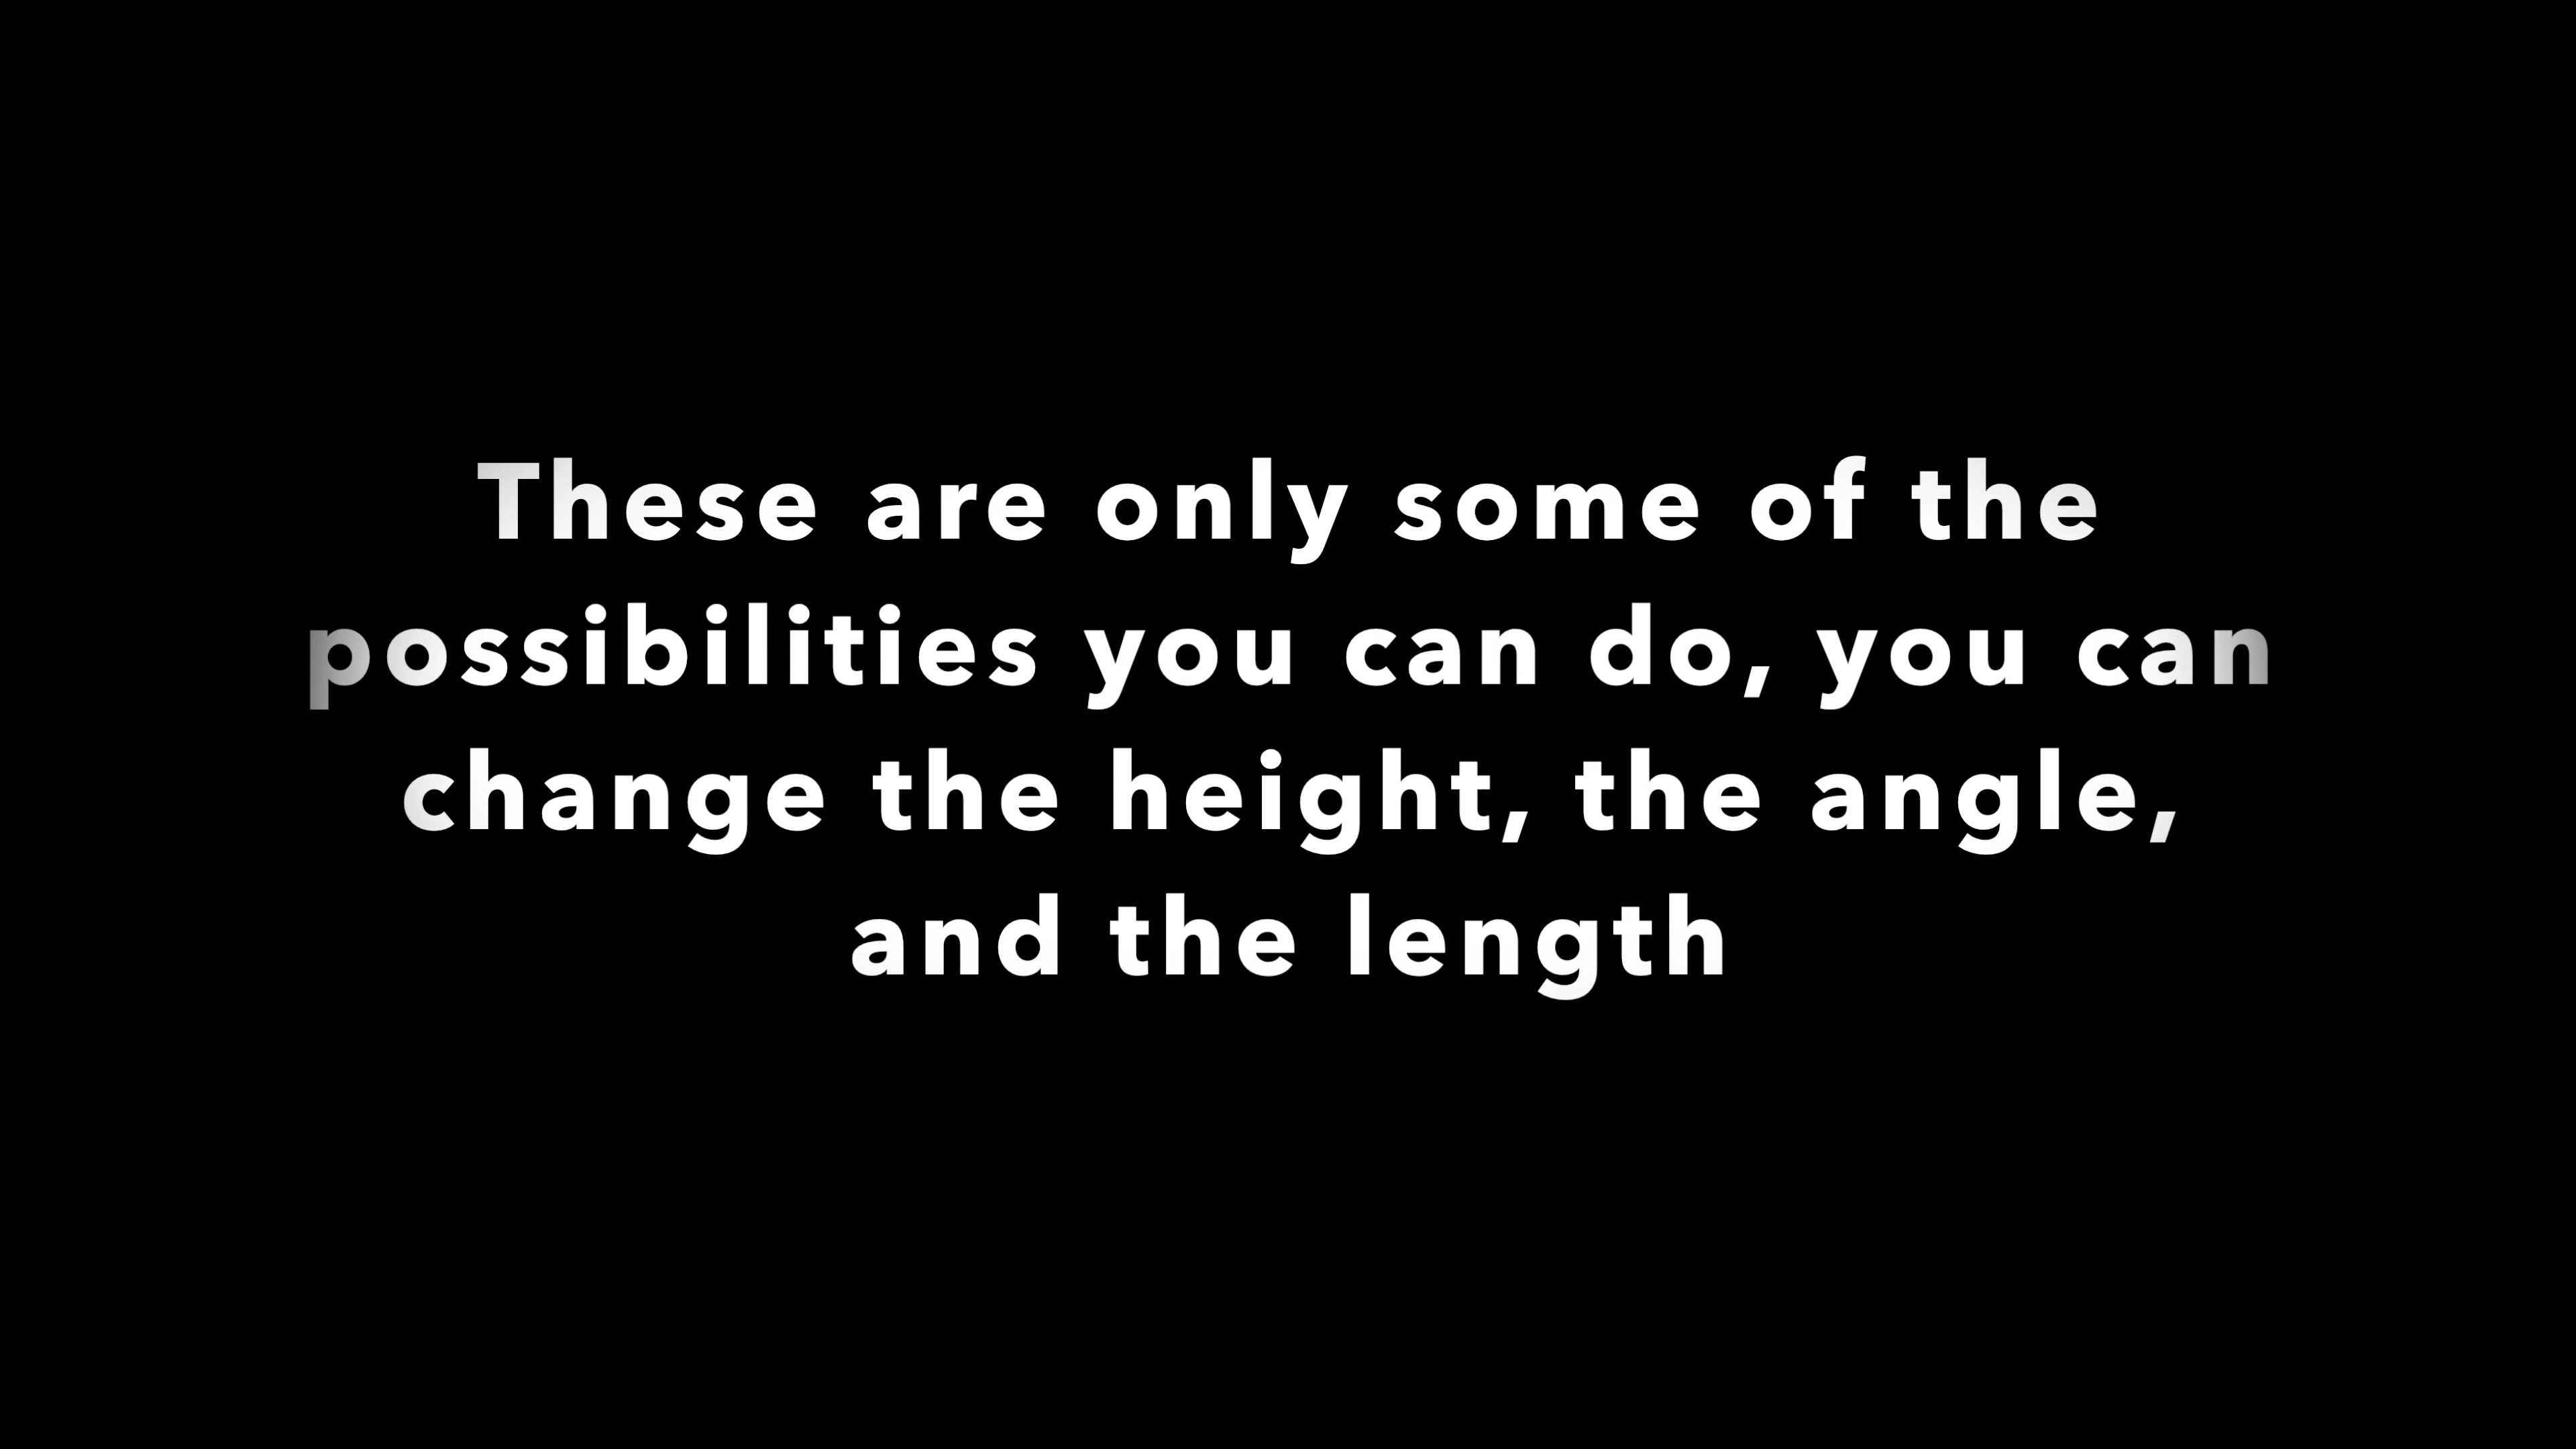 These are only some of the
possibilities you can do, you can
change the height, the angle,
and the length